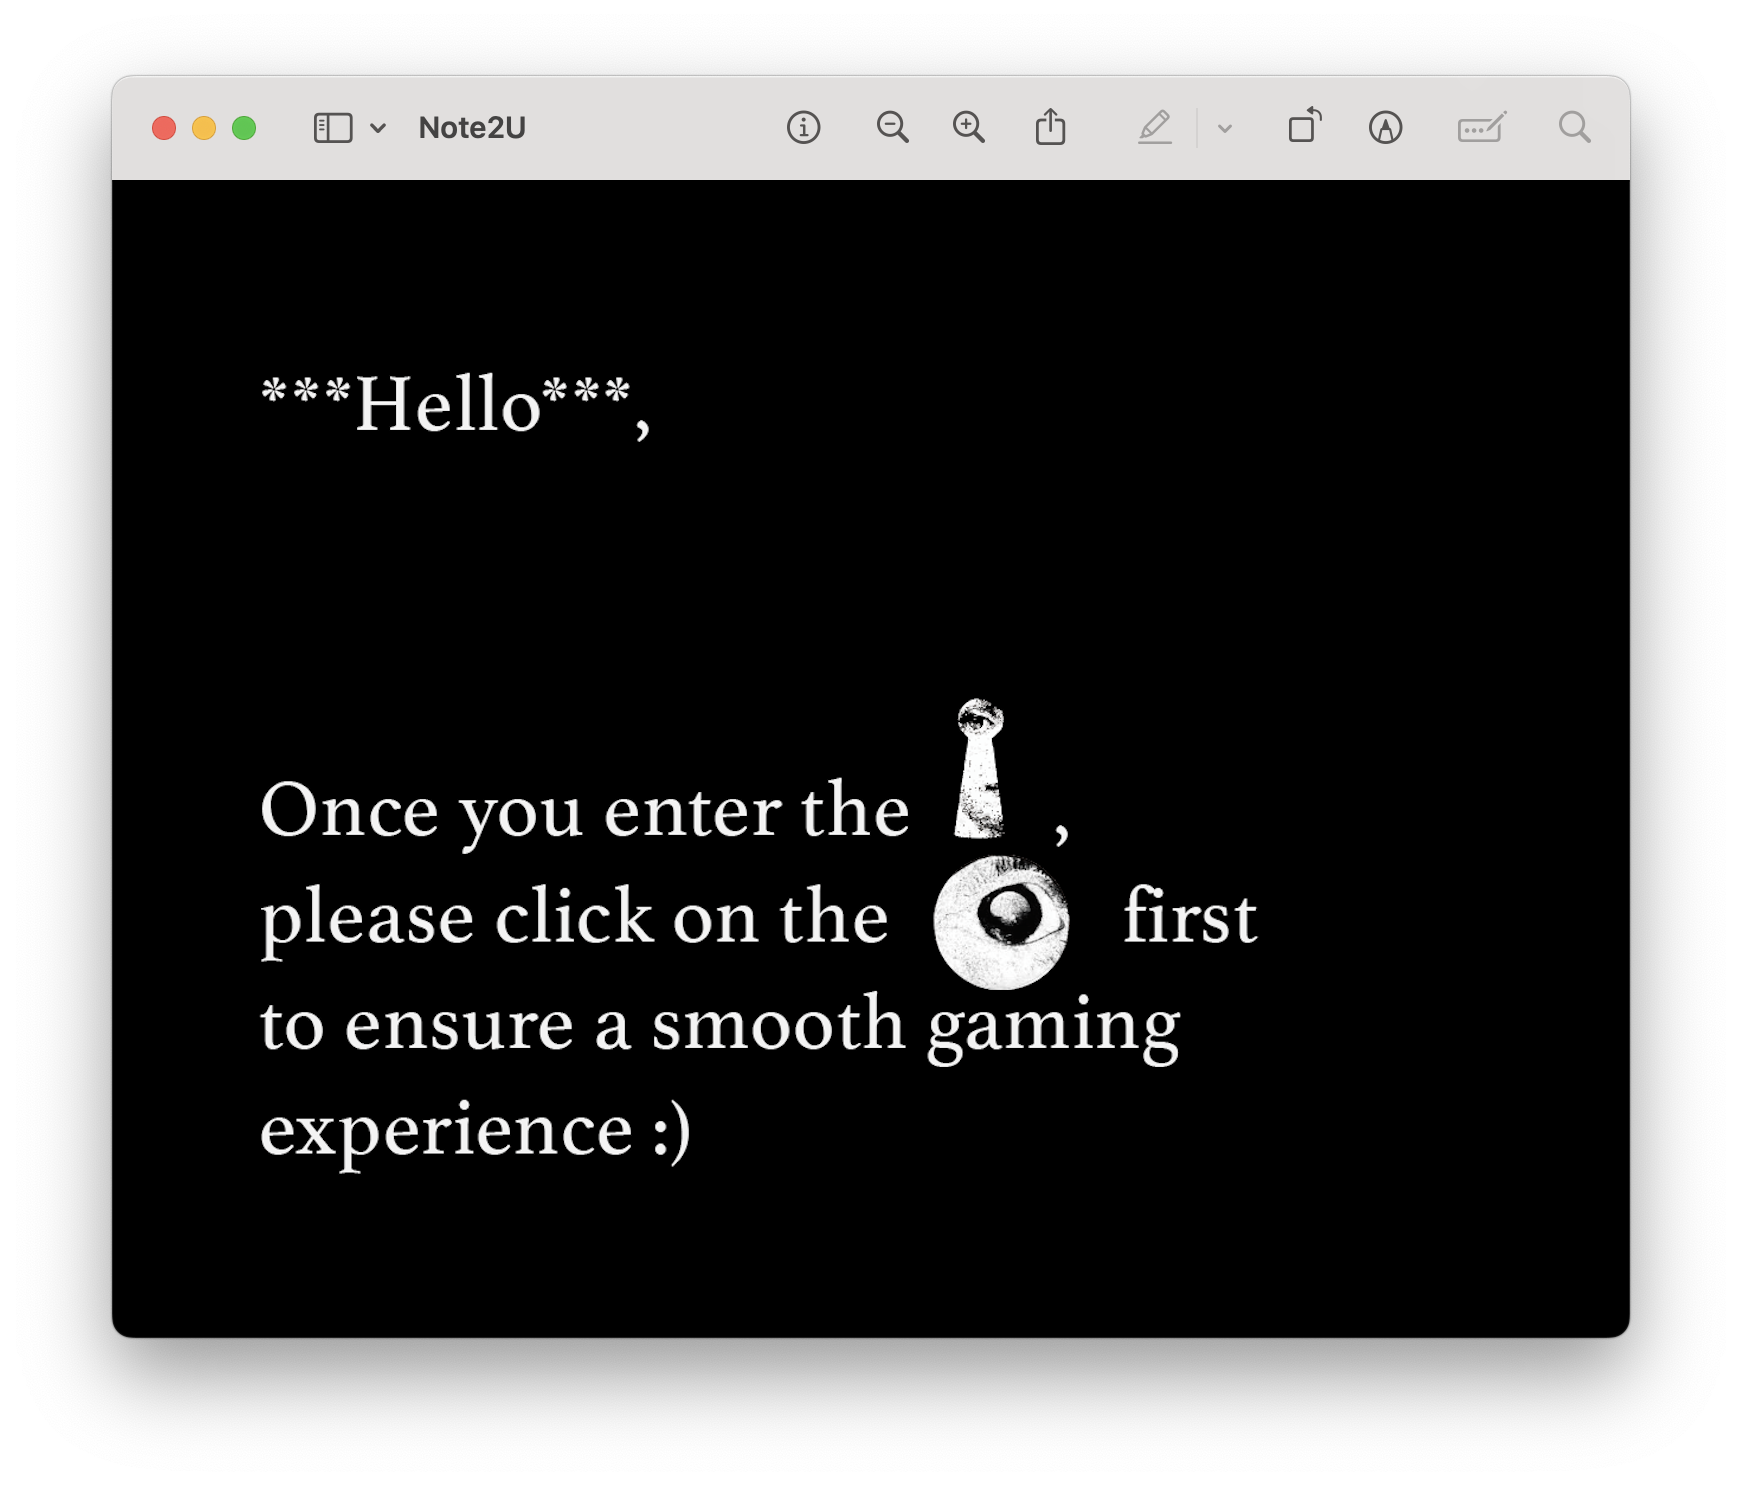 Note2U
***Hello***,
Once you enter the ,
please click on the first
to ensure a smooth gaming
experience :)